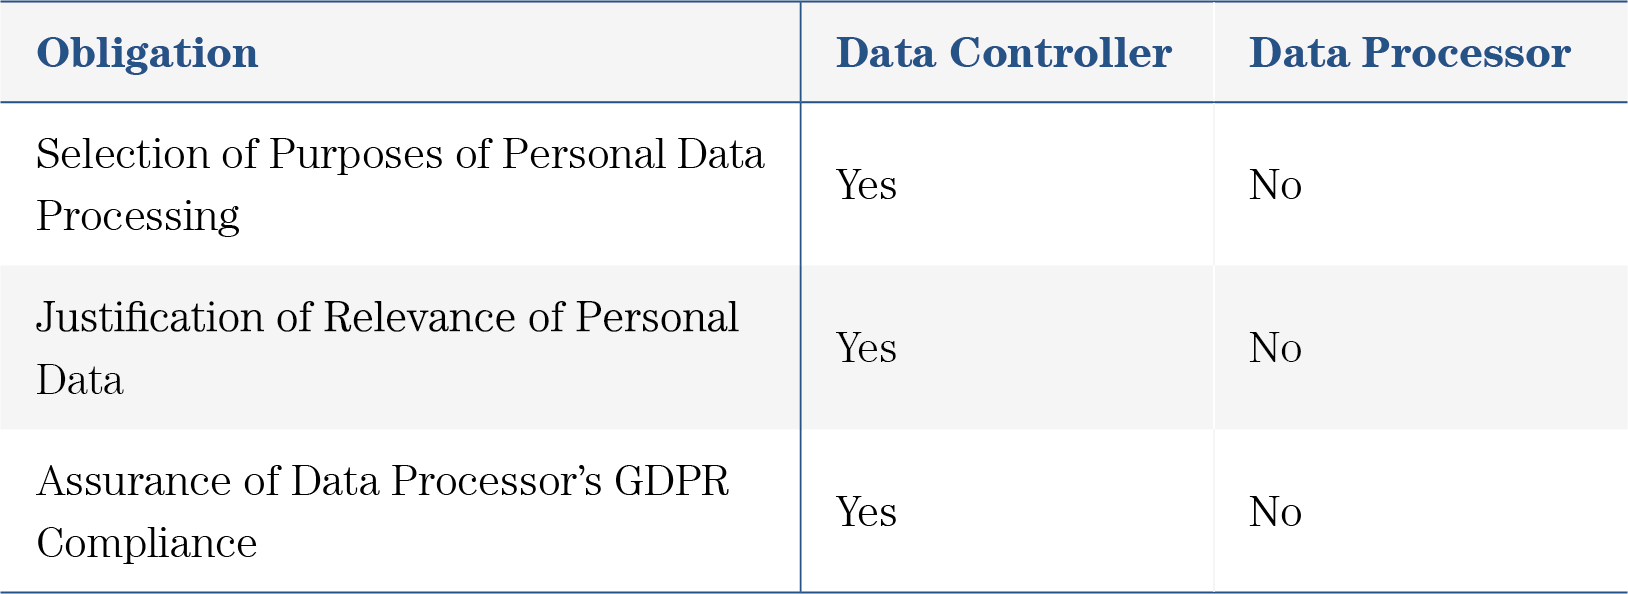 Obligation Data Controller Data Processor
Selection of Purposes of Personal Data
Processing
Yes No
Justification of Relevance of Personal
Data
Yes No
Assurance of Data Processor’s GDPR
Compliance
Yes No